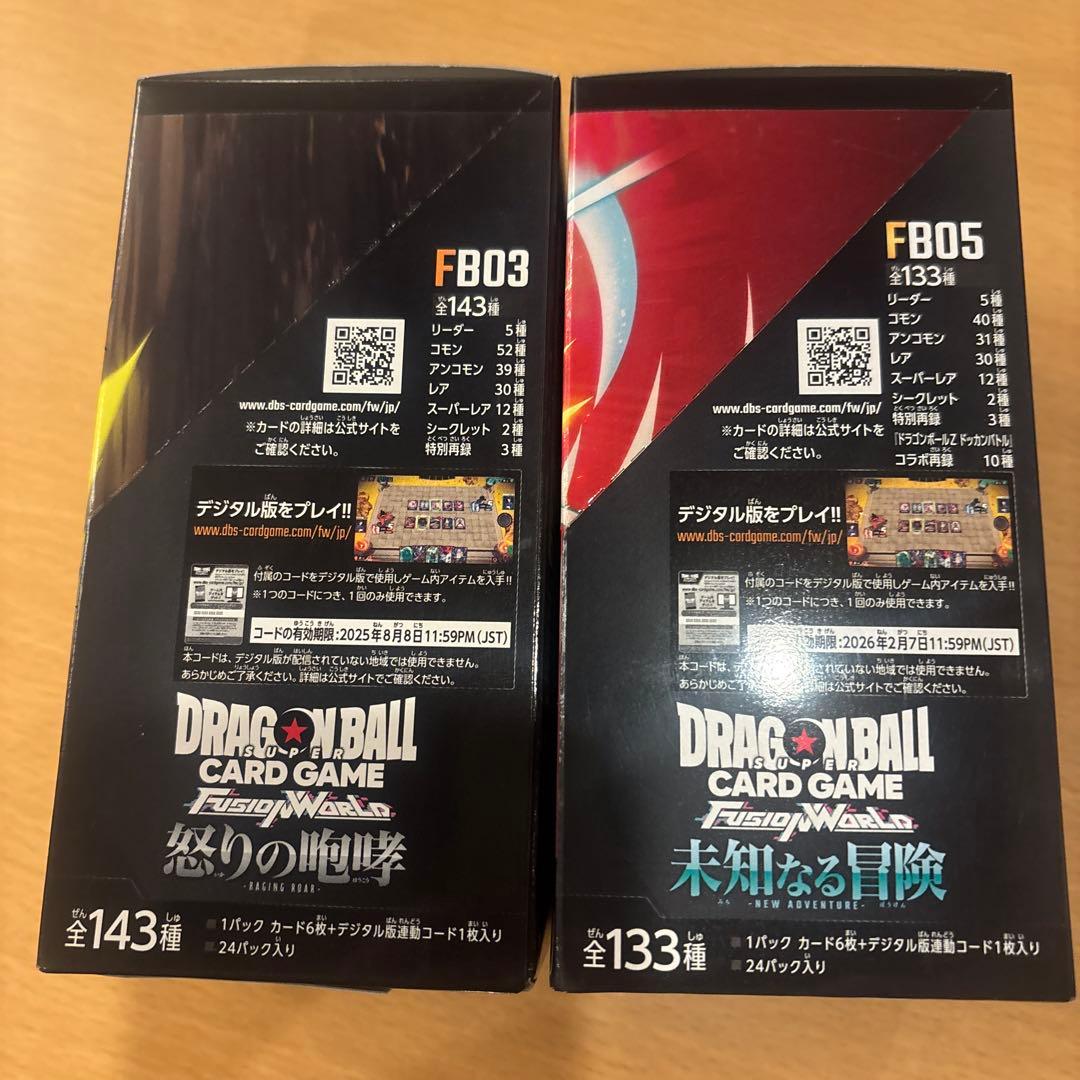 FB03
全143種
リーダー 5種
コモン 52種
アンコモン 39種
レア 30種
スーパーレア 12種
シークレット 2種
特別再録 3種
www.dbs-cardgame.com/fw/jp/
※カードの詳細は公式サイトを
ご確認ください。
デジタル版をプレイ!!
www.dbs-cardgame.com/fw/jp/
付属のコードをデジタル版で使用しゲーム内アイテムを入手!!
※1つのコードにつき、1回のみ使用できます。
コードの有効期限:2025年8月8日11:59PM(JST)
本コードは、デジタル版が配信されていない地域では使用できません。
あらかじめご了承ください。詳細は公式サイトでご確認ください。
DRAGON BALL
SUPER
CARD GAME
FUSION WORLD
怒りの咆哮
-RAGING ROAR-
全143種
1パック カード6枚+デジタル版連動コード1枚入り
24パック入り
FB05
全133種
リーダー 5種
コモン 40種
アンコモン 31種
レア 30種
スーパーレア 12種
シークレット 2種
特別再録 3種
「ドラゴンボールZ ドッカンバトル」
コラボ再録 10種
www.dbs-cardgame.com/fw/jp/
※カードの詳細は公式サイトを
ご確認ください。
デジタル版をプレイ!!
www.dbs-cardgame.com/fw/jp/
付属のコードをデジタル版で使用しゲーム内アイテムを入手!!
※1つのコードにつき、1回のみ使用できます。
効期限:2026年2月7日11:59PM(JST)
本コードは、デジタル版が配信されていない地域では使用できません。
あらかじめご了承ください。詳細は公式サイトでご確認ください。
DRAGON BALL
SUPER
CARD GAME
FUSION WORLD
未知なる冒険
-NEW ADVENTURE-
全133種
1パック カード6枚+デジタル版連動コード1枚入り
24パック入り